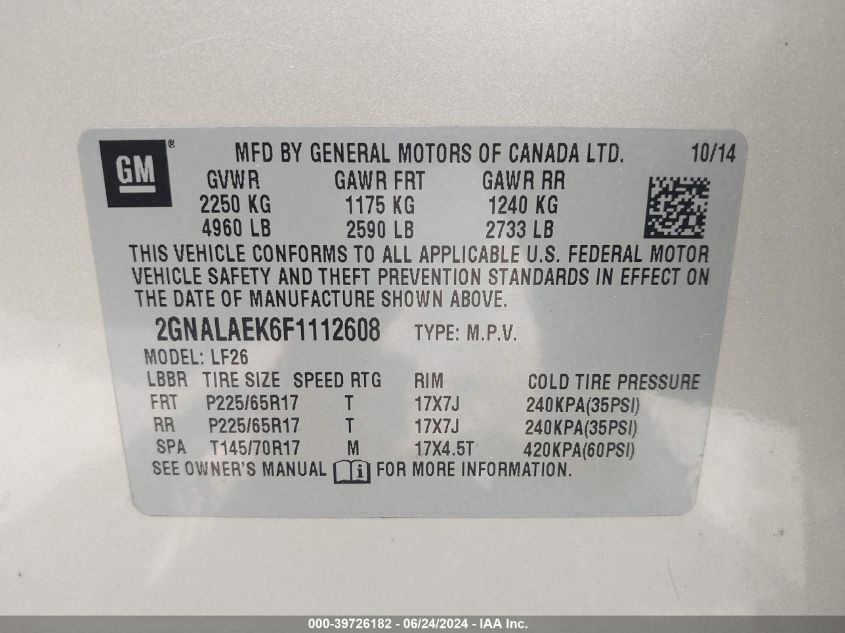 GM ® MFD BY GENERAL MOTORS OF CANADA LTD. 10/14
GVWR GAWR FRT GAWR RR
2250 KG 1175 KG 1240 KG
4960 LB 2590 LB 2733 LB
THIS VEHICLE CONFORMS TO ALL APPLICABLE U.S. FEDERAL MOTOR
VEHICLE SAFETY AND THEFT PREVENTION STANDARDS IN EFFECT ON
THE DATE OF MANUFACTURE SHOWN ABOVE.
2GNALAEK6F1112608 TYPE: M.P.V.
MODEL: LF26
LBBR TIRE SIZE SPEED RTG RIM COLD TIRE PRESSURE
FRT P225/65R17 T 17X7J 240KPA(35PSI)
RR P225/65R17 T 17X7J 240KPA(35PSI)
SPA T145/70R17 M 17X4.5T 420KPA(60PSI)
SEE OWNER'S MANUAL i FOR MORE INFORMATION.
000-39726182 - 06/24/2024 - IAA Inc.